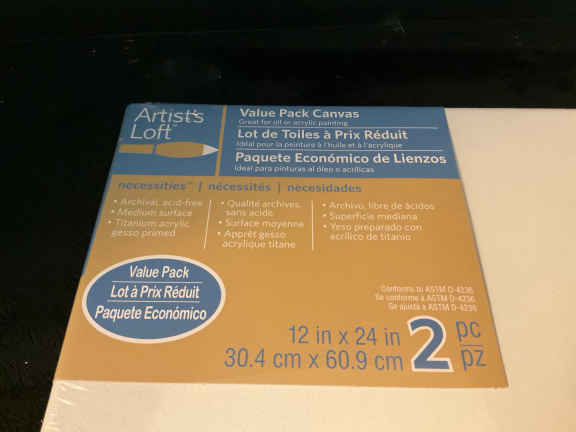 Artist's
Loft™
Value Pack Canvas
Great for oil or acrylic painting
Lot de Toiles à Prix Réduit
Idéal pour la peinture à l'huile et à l'acrylique
Paquete Económico de Lienzos
Ideal para pinturas al óleo o acrílicas
necessities™ | nécessités | necesidades
• Archival, acid-free
• Medium surface
• Titanium acrylic
gesso primed
• Qualité archives,
sans acide
• Surface moyenne
• Apprêt gesso
acrylique titane
• Archivo, libre de ácidos
• Superficie mediana
• Yeso preparado con
acrílico de titanio
Value Pack
Lot à Prix Réduit
Paquete Económico
Conforms to ASTM D-4236
Se conforme à ASTM D-4236
Se ajusta a ASTM D-4236
12 in x 24 in
30.4 cm x 60.9 cm
2 pc
pz